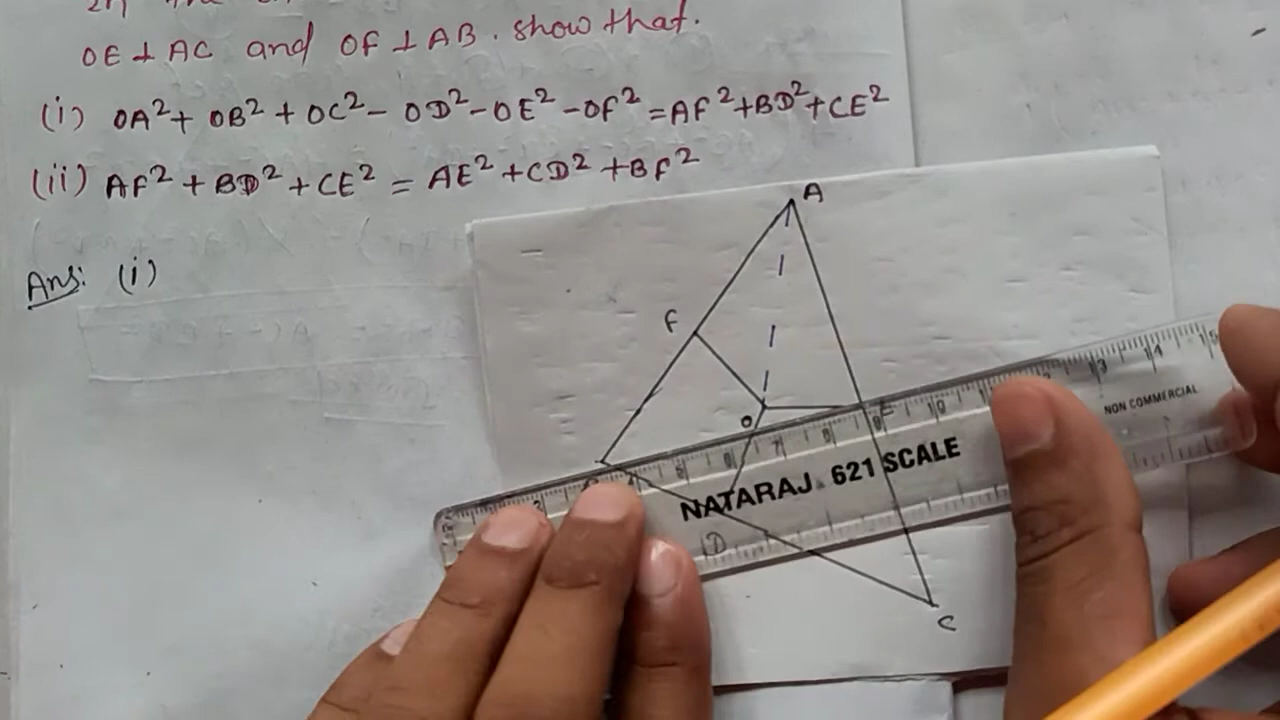 OE ⊥ AC and OF ⊥ AB. show that.
(i) OA² + OB² + OC² - OD² - OE² - OF² = AF² + BD² + CE²
(ii) AF² + BD² + CE² = AE² + CD² + BF²
Ans: (i)
A
F
O
E
D
C
NON COMMERCIAL
NATARAJ 621 SCALE